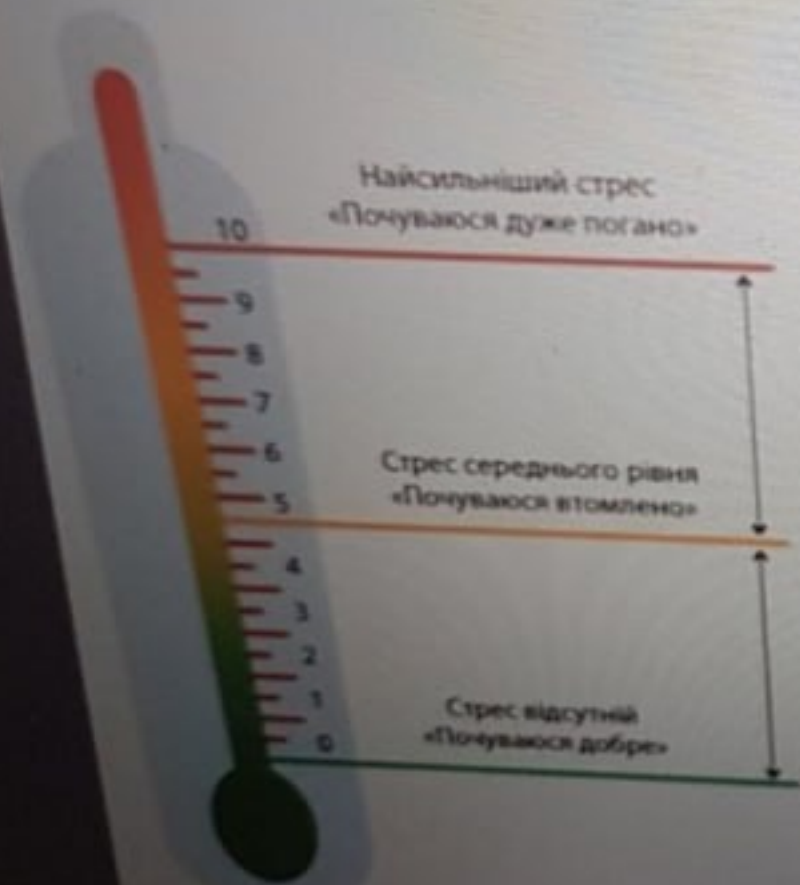 Найсильніший стрес
«Почуваюся дуже погано»
10
9
8
7
6
Стрес середнього рівня
«Почуваюся втомлено»
5
4
3
2
1
Стрес відсутній
«Почуваюся добре»
0